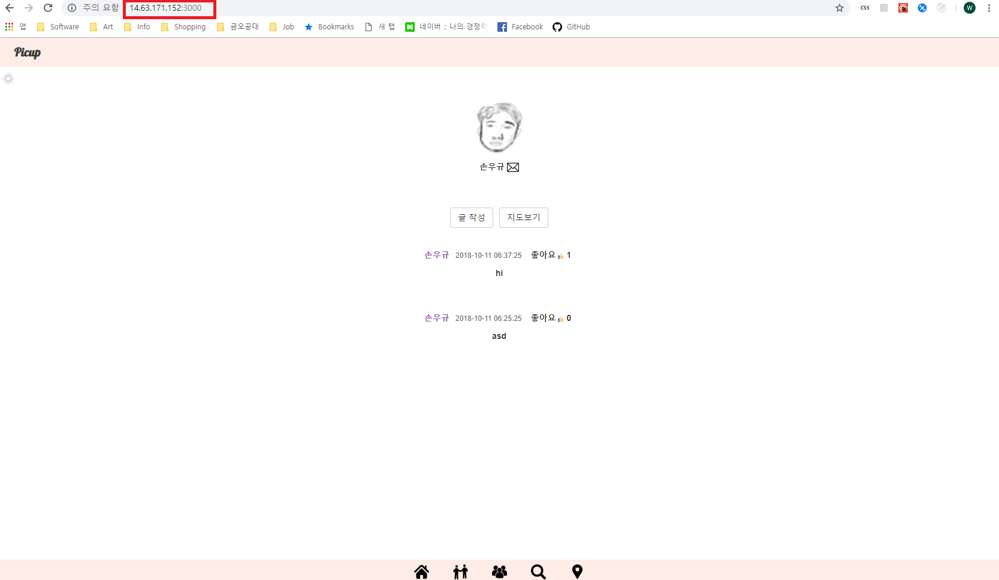 주의 요함 14.63.171.152:3000 css W
앱 Software Art Info Shopping 금오공대 Job Bookmarks 새 탭 N 네이버 :: 나의 경쟁력 Facebook GitHub
Picup
손우규
글 작성 지도보기
손우규 2018-10-11 06:37:25 좋아요 1
hi
손우규 2018-10-11 06:25:25 좋아요 0
asd